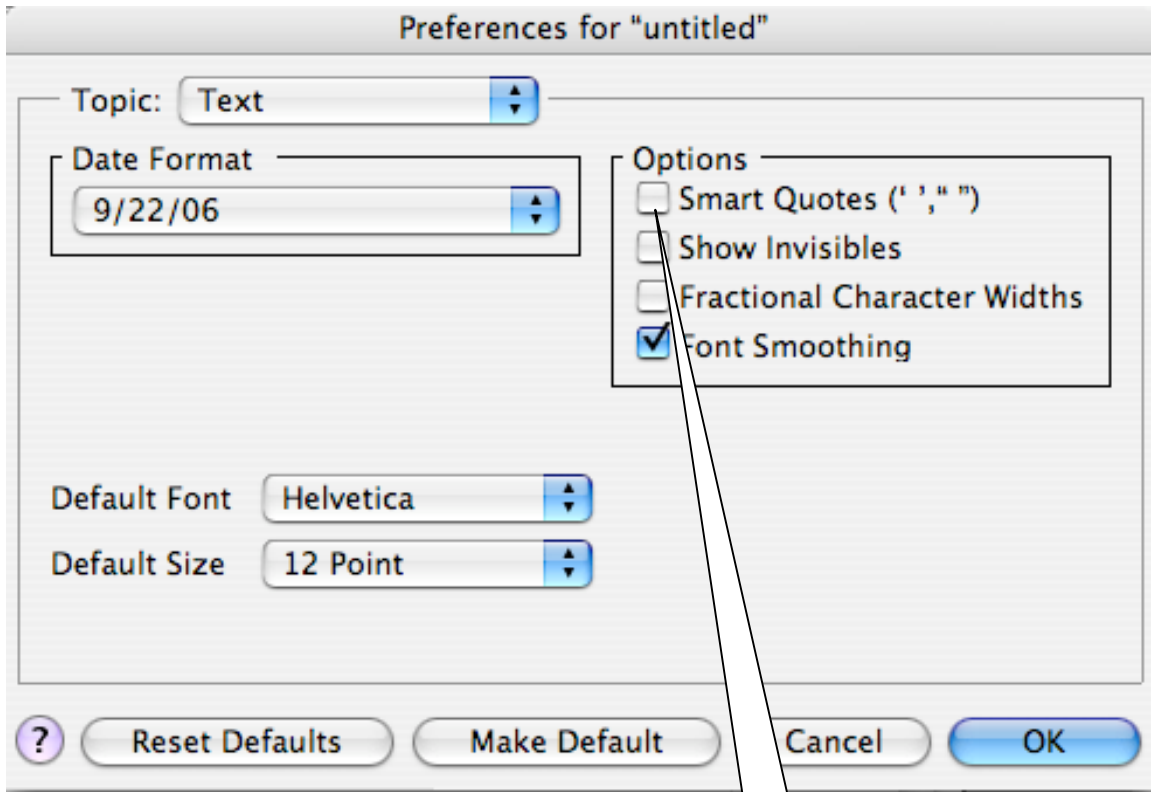 Preferences for “untitled”
Topic: Text
Date Format
9/22/06
Options
Smart Quotes (‘ ’,“ ”)
Show Invisibles
Fractional Character Widths
Font Smoothing
Default Font Helvetica
Default Size 12 Point
? Reset Defaults Make Default Cancel OK